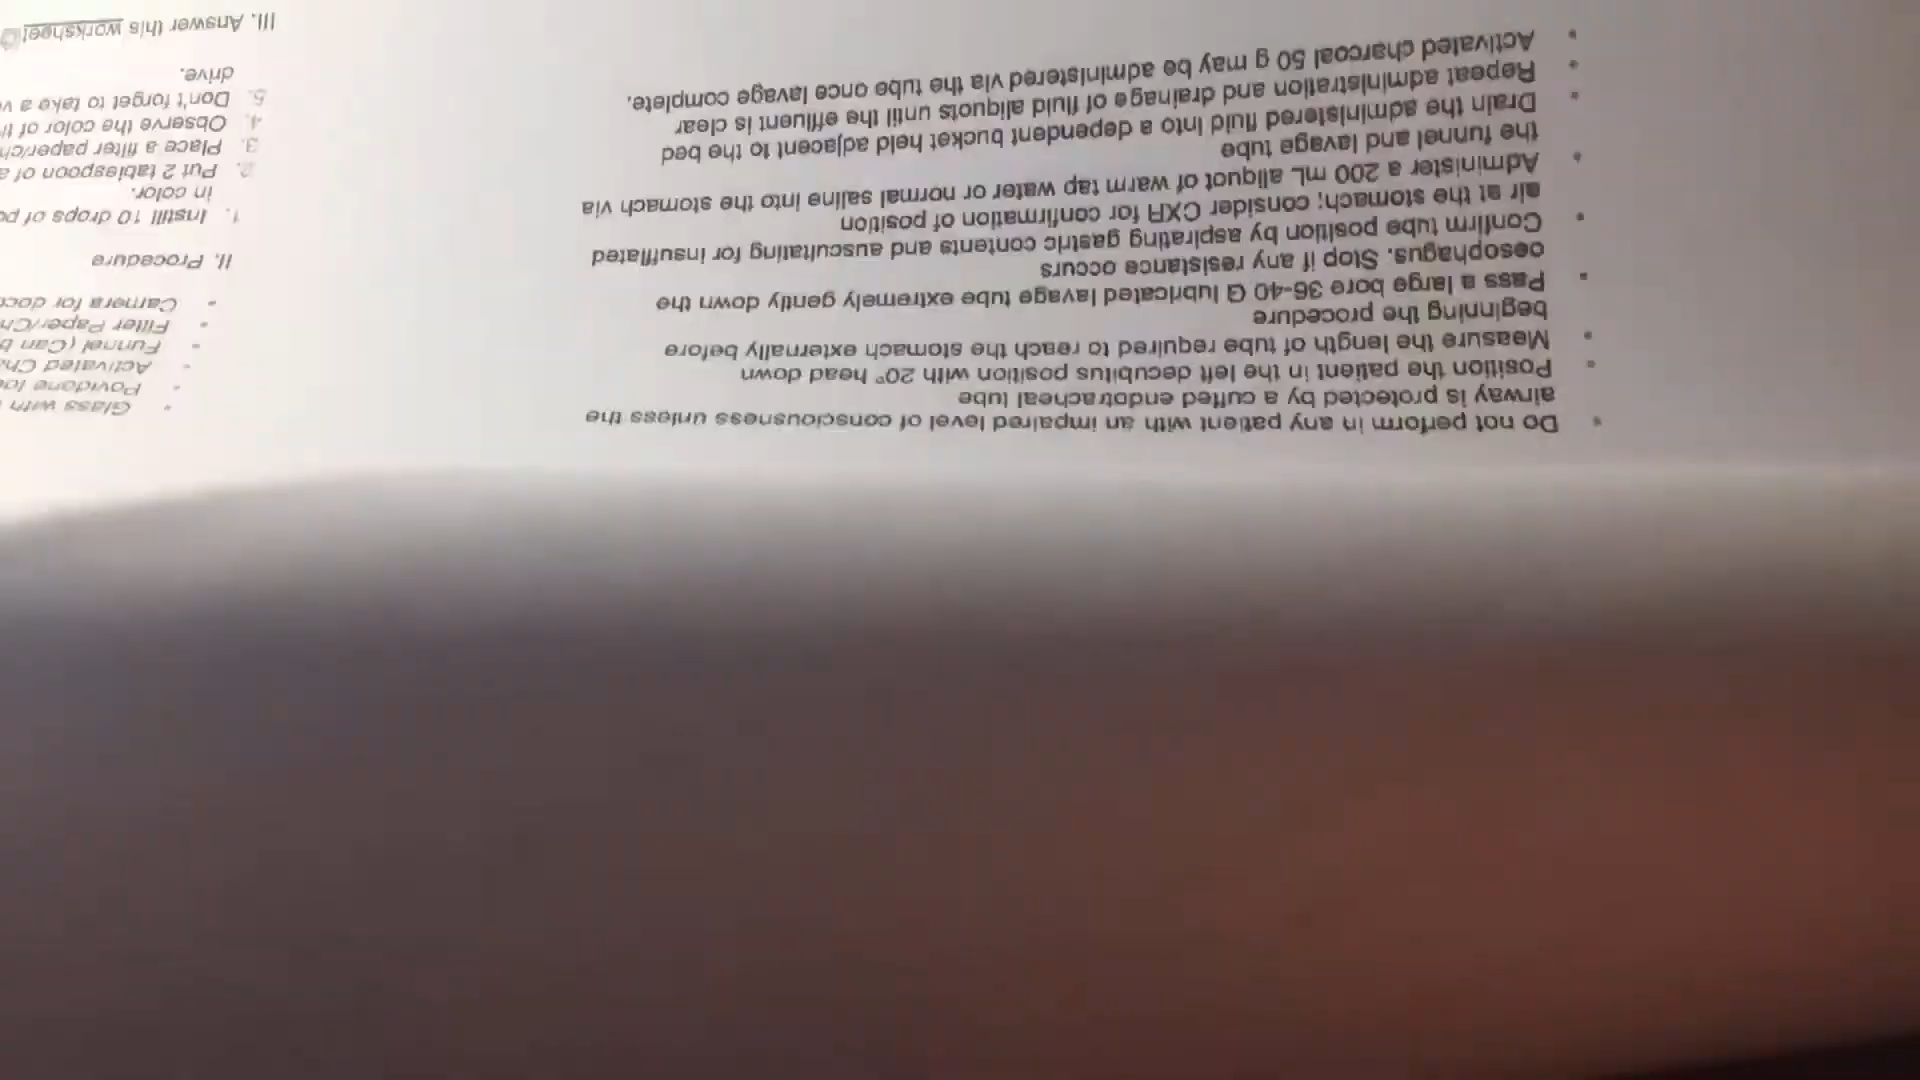 • Do not perform in any patient with an impaired level of consciousness unless the
airway is protected by a cuffed endotracheal tube
• Position the patient in the left decubitus position with 20° head down
• Measure the length of tube required to reach the stomach externally before
beginning the procedure
• Pass a large bore 36-40 G lubricated lavage tube extremely gently down the
oesophagus. Stop if any resistance occurs
• Confirm tube position by aspirating gastric contents and auscultating for insufflated
air at the stomach; consider CXR for confirmation of position
• Administer a 200 mL aliquot of warm tap water or normal saline into the stomach via
the funnel and lavage tube
• Drain the administered fluid into a dependent bucket held adjacent to the bed
• Repeat administration and drainage of fluid aliquots until the effluent is clear
• Activated charcoal 50 g may be administered via the tube once lavage complete.
• Glass with
• Povidone
• Activated
• Funnel (Can
• Filter Paper/
• Camera for
II. Procedure
1. Instill 10 drops of
in color.
2. Put 2 tablespoon of
3. Place a filter paper/
4. Observe the color of
5. Don't forget to take a
drive.
III. Answer this worksheet